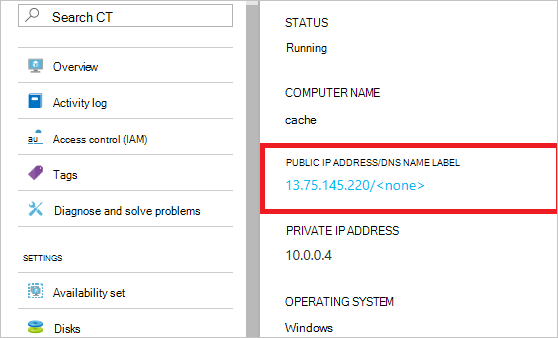 Search CT
Overview
Activity log
Access control (IAM)
Tags
Diagnose and solve problems
SETTINGS
Availability set
Disks
STATUS
Running
COMPUTER NAME
cache
PUBLIC IP ADDRESS/DNS NAME LABEL
13.75.145.220/<none>
PRIVATE IP ADDRESS
10.0.0.4
OPERATING SYSTEM
Windows